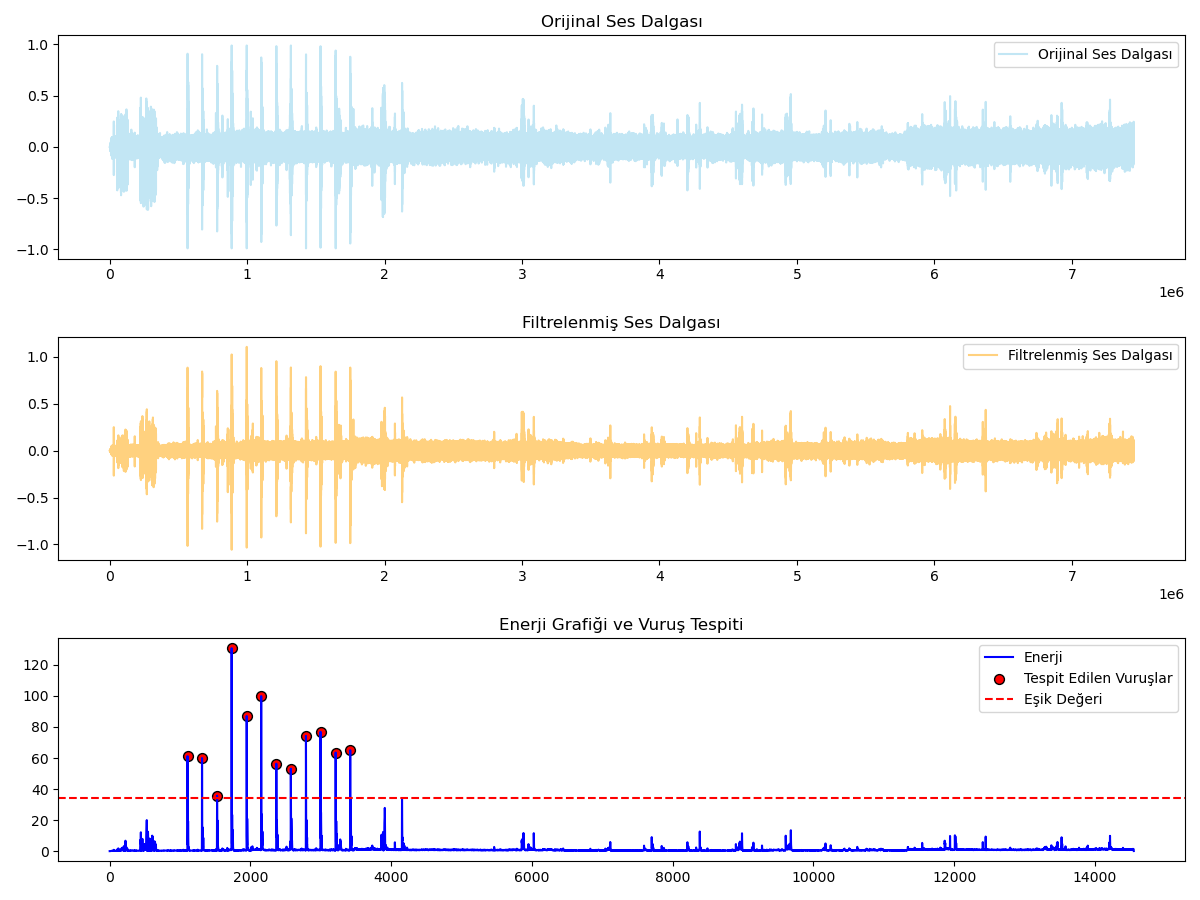 Orijinal Ses Dalgası
Orijinal Ses Dalgası
1.0
0.5
0.0
−0.5
−1.0
0 1 2 3 4 5 6 7
1e6
Filtrelenmiş Ses Dalgası
Filtrelenmiş Ses Dalgası
1.0
0.5
0.0
−0.5
−1.0
0 1 2 3 4 5 6 7
1e6
Enerji Grafiği ve Vuruş Tespiti
Enerji
Tespit Edilen Vuruşlar
Eşik Değeri
120
100
80
60
40
20
0
0 2000 4000 6000 8000 10000 12000 14000